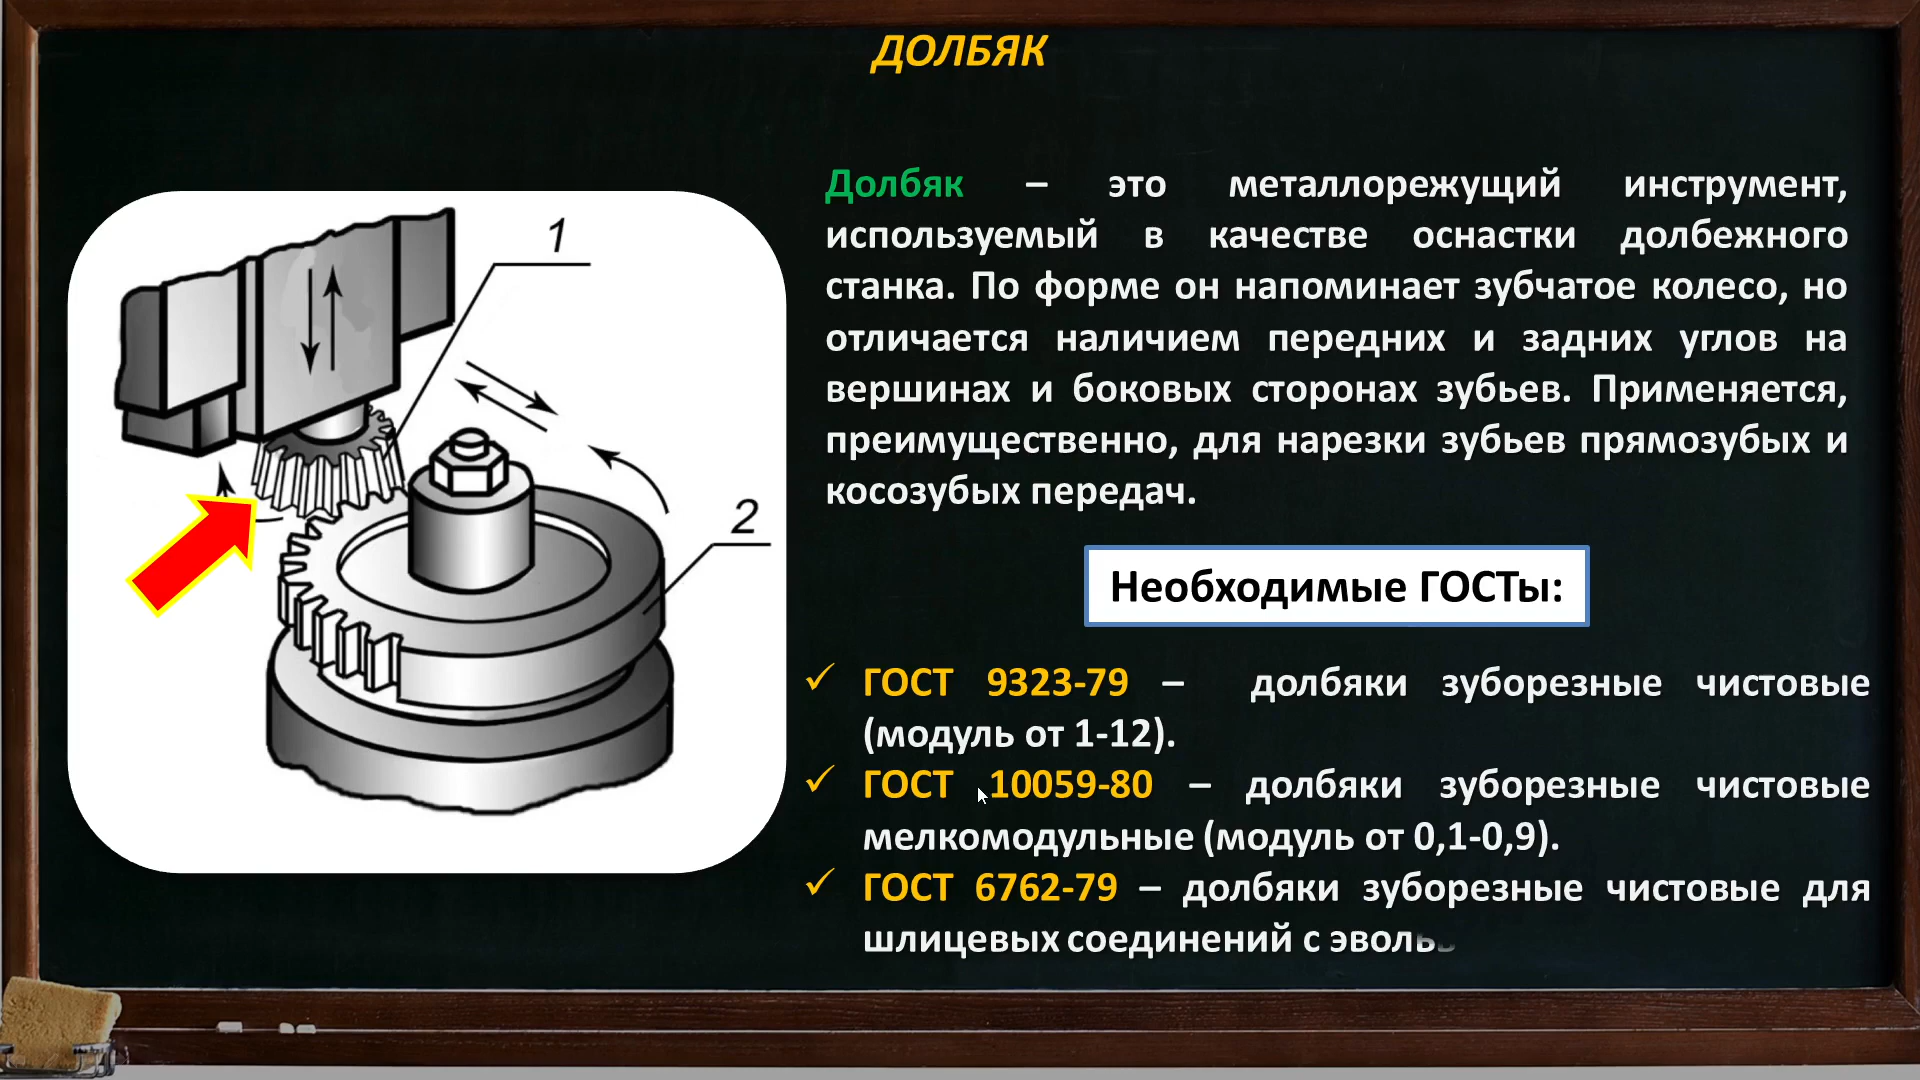 ДОЛБЯК
1
2
Долбяк – это металлорежущий инструмент,
используемый в качестве оснастки долбежного
станка. По форме он напоминает зубчатое колесо, но
отличается наличием передних и задних углов на
вершинах и боковых сторонах зубьев. Применяется,
преимущественно, для нарезки зубьев прямозубых и
косозубых передач.
Необходимые ГОСТы:
✓ ГОСТ 9323-79 – долбяки зуборезные чистовые
(модуль от 1-12).
✓ ГОСТ 10059-80 – долбяки зуборезные чистовые
мелкомодульные (модуль от 0,1-0,9).
✓ ГОСТ 6762-79 – долбяки зуборезные чистовые для
шлицевых соединений с